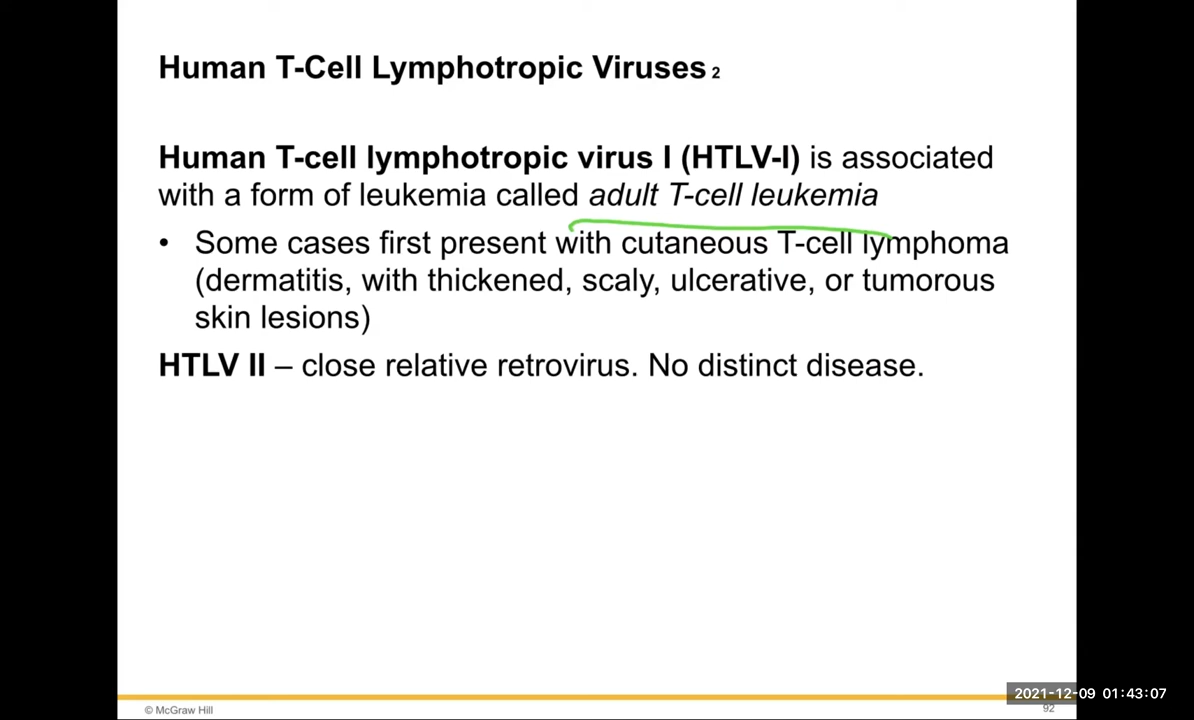 Human T-Cell Lymphotropic Viruses 2
Human T-cell lymphotropic virus I (HTLV-I) is associated
with a form of leukemia called adult T-cell leukemia
• Some cases first present with cutaneous T-cell lymphoma
(dermatitis, with thickened, scaly, ulcerative, or tumorous
skin lesions)
HTLV II – close relative retrovirus. No distinct disease.
2021-12-09 01:43:07
© McGraw Hill
92